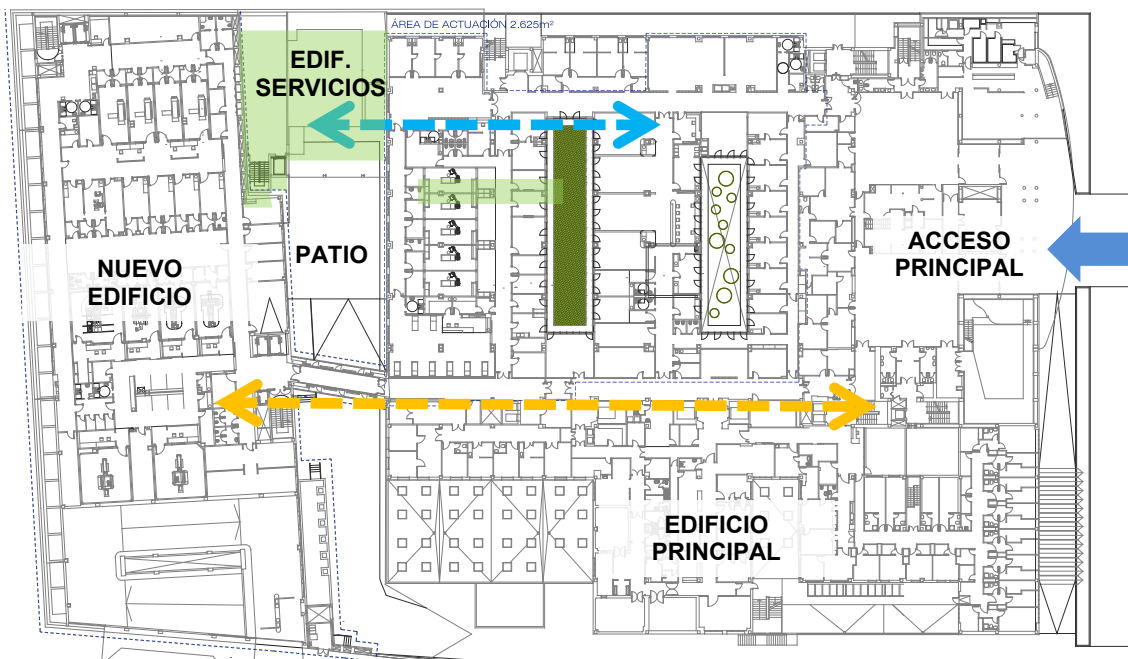 ÁREA DE ACTUACIÓN 2.625m²
EDIF.
SERVICIOS
PATIO
NUEVO
EDIFICIO
ACCESO
PRINCIPAL
EDIFICIO
PRINCIPAL